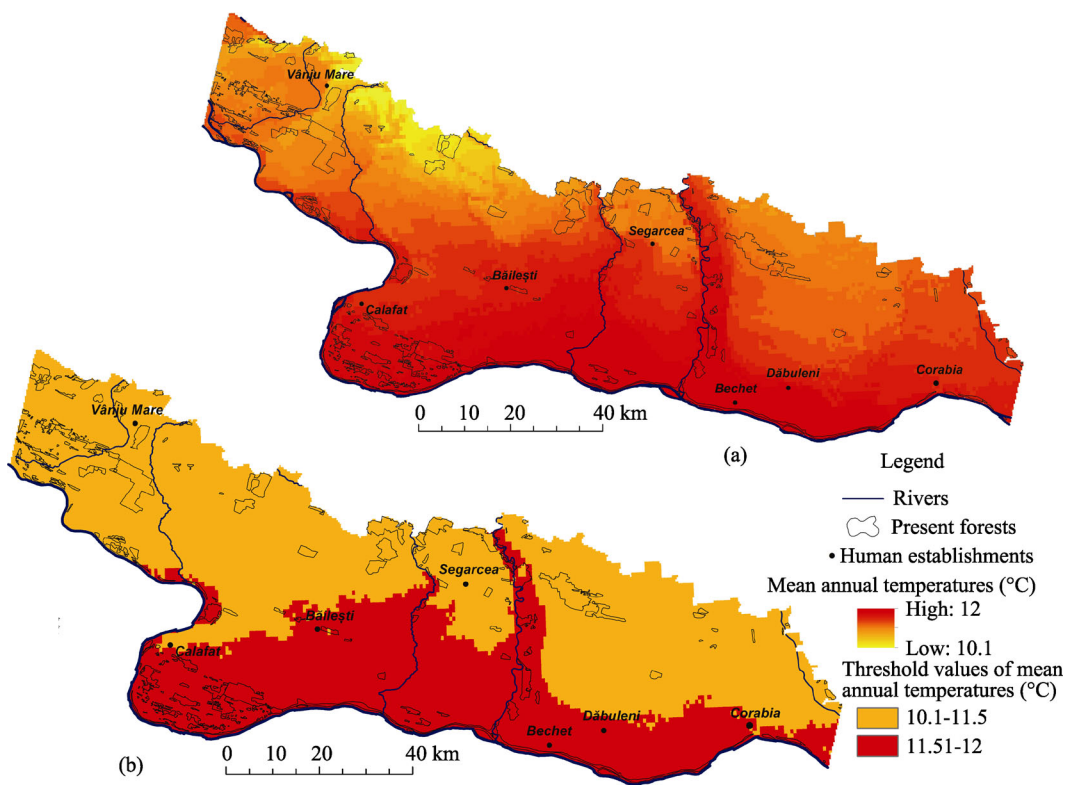 Vânju Mare
Segarcea
Băilești
Calafat
Dăbuleni
Corabia
Bechet
0 20 40 km
(a)
Legend
Rivers
Present forests
Human establishments
Mean annual temperatures (°C)
High: 12
Low: 10.1
Threshold values of mean
annual temperatures (°C)
10.1-11.5
11.51-12
Vânju Mare
Segarcea
Băilești
Calafat
Dăbuleni
Corabia
Bechet
0 20 40 km
(b)